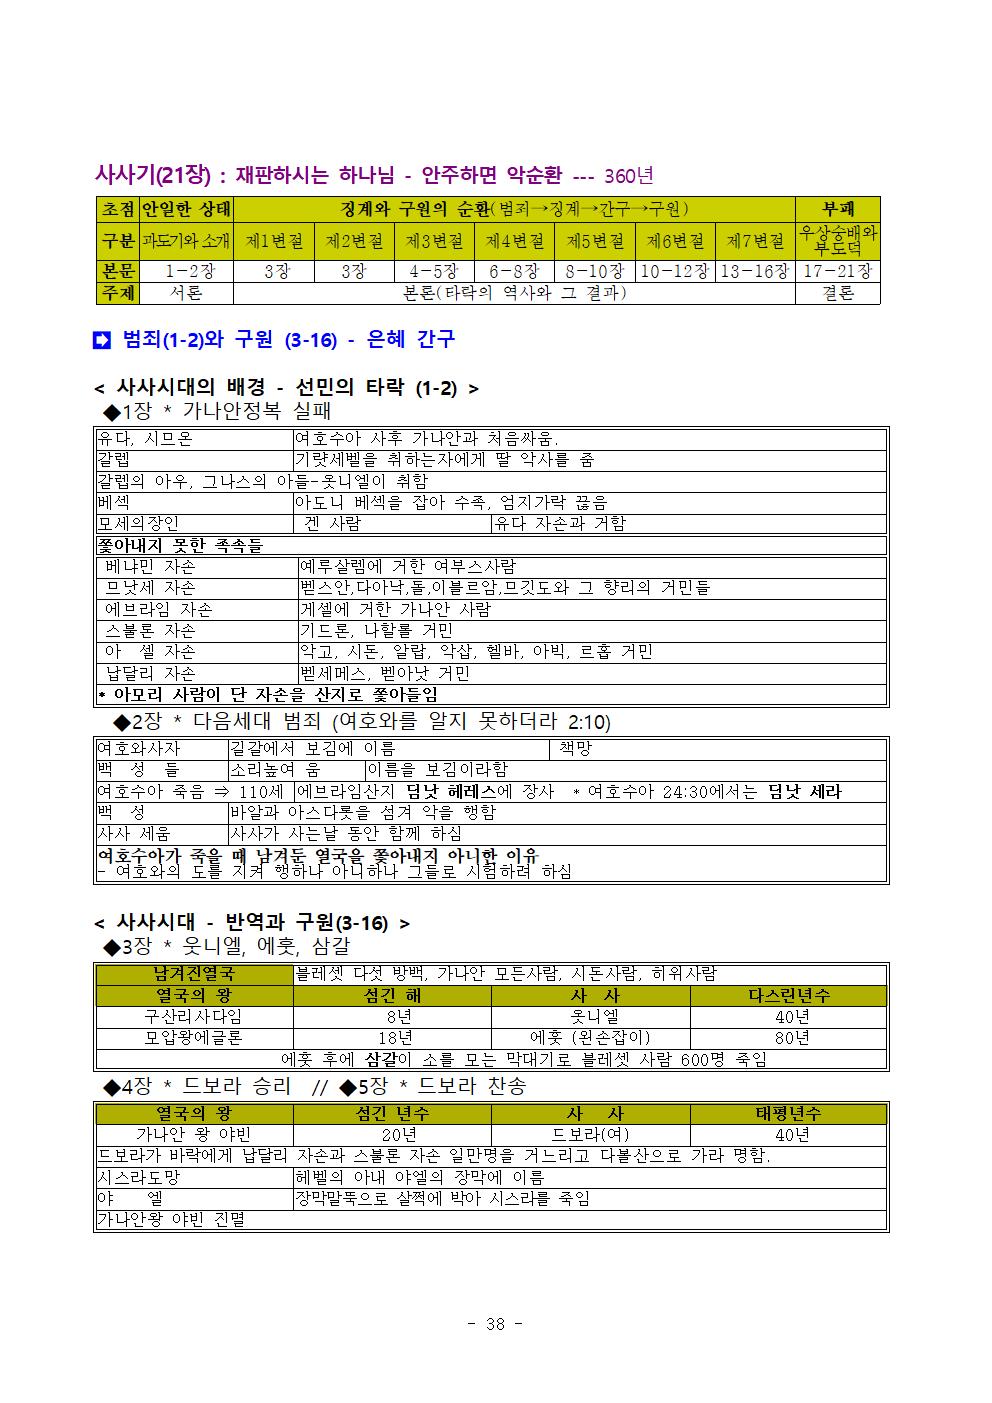 사사기(21장) : 재판하시는 하나님 - 안주하면 악순환 --- 360년
초점 안일한 상태 징계와 구원의 순환(범죄→징계→간구→구원) 부패
구분 과도기와 소개 제1변절 제2변절 제3변절 제4변절 제5변절 제6변절 제7변절 우상숭배와 부도덕
본문 1-2장 3장 3장 4-5장 6-8장 8-10장 10-12장 13-16장 17-21장
주제 서론 본론(타락의 역사와 그 결과) 결론
➡ 범죄(1-2)와 구원 (3-16) - 은혜 간구
< 사사시대의 배경 - 선민의 타락 (1-2) >
◆1장 * 가나안정복 실패
유다, 시므온 여호수아 사후 가나안과 처음싸움.
갈렙 기럇세벨을 취하는자에게 딸 악사를 줌
갈렙의 아우, 그나스의 아들-옷니엘이 취함
베섹 아도니 베섹을 잡아 수족, 엄지가락 끊음
모세의장인 겐 사람 유다 자손과 거함
쫓아내지 못한 족속들
베냐민 자손 예루살렘에 거한 여부스사람
므낫세 자손 벧스안,다아낙,돌,이블르암,므깃도와 그 향리의 거민들
에브라임 자손 게셀에 거한 가나안 사람
스불론 자손 기드론, 나할롤 거민
아 셀 자손 악고, 시돈, 알랍, 악삽, 헬바, 아빅, 르홉 거민
납달리 자손 벧세메스, 벧아낫 거민
* 아모리 사람이 단 자손을 산지로 쫓아들임
◆2장 * 다음세대 범죄 (여호와를 알지 못하더라 2:10)
여호와사자 길갈에서 보김에 이름 책망
백 성 들 소리높여 움 이름을 보김이라함
여호수아 죽음 ⇒ 110세 에브라임산지 딤낫 헤레스에 장사 * 여호수아 24:30에서는 딤낫 세라
백 성 바알과 아스다롯을 섬겨 악을 행함
사사 세움 사사가 사는날 동안 함께 하심
여호수아가 죽을 때 남겨둔 열국을 쫓아내지 아니한 이유
- 여호와의 도를 지켜 행하나 아니하나 그들로 시험하려 하심
< 사사시대 - 반역과 구원(3-16) >
◆3장 * 웃니엘, 에훗, 삼갈
남겨진열국 블레셋 다섯 방백, 가나안 모든사람, 시돈사람, 히위사람
열국의 왕 섬긴 해 사 사 다스린년수
구산리사다임 8년 옷니엘 40년
모압왕에글론 18년 에훗 (왼손잡이) 80년
에훗 후에 삼갈이 소를 모는 막대기로 블레셋 사람 600명 죽임
◆4장 * 드보라 승리 // ◆5장 * 드보라 찬송
열국의 왕 섬긴 년수 사 사 태평년수
가나안 왕 야빈 20년 드보라(여) 40년
드보라가 바락에게 납달리 자손과 스불론 자손 일만명을 거느리고 다볼산으로 가라 명함.
시스라도망 헤벨의 아내 야엘의 장막에 이름
야 엘 장막말뚝으로 살쩍에 박아 시스라를 죽임
가나안왕 야빈 진멸
- 38 -